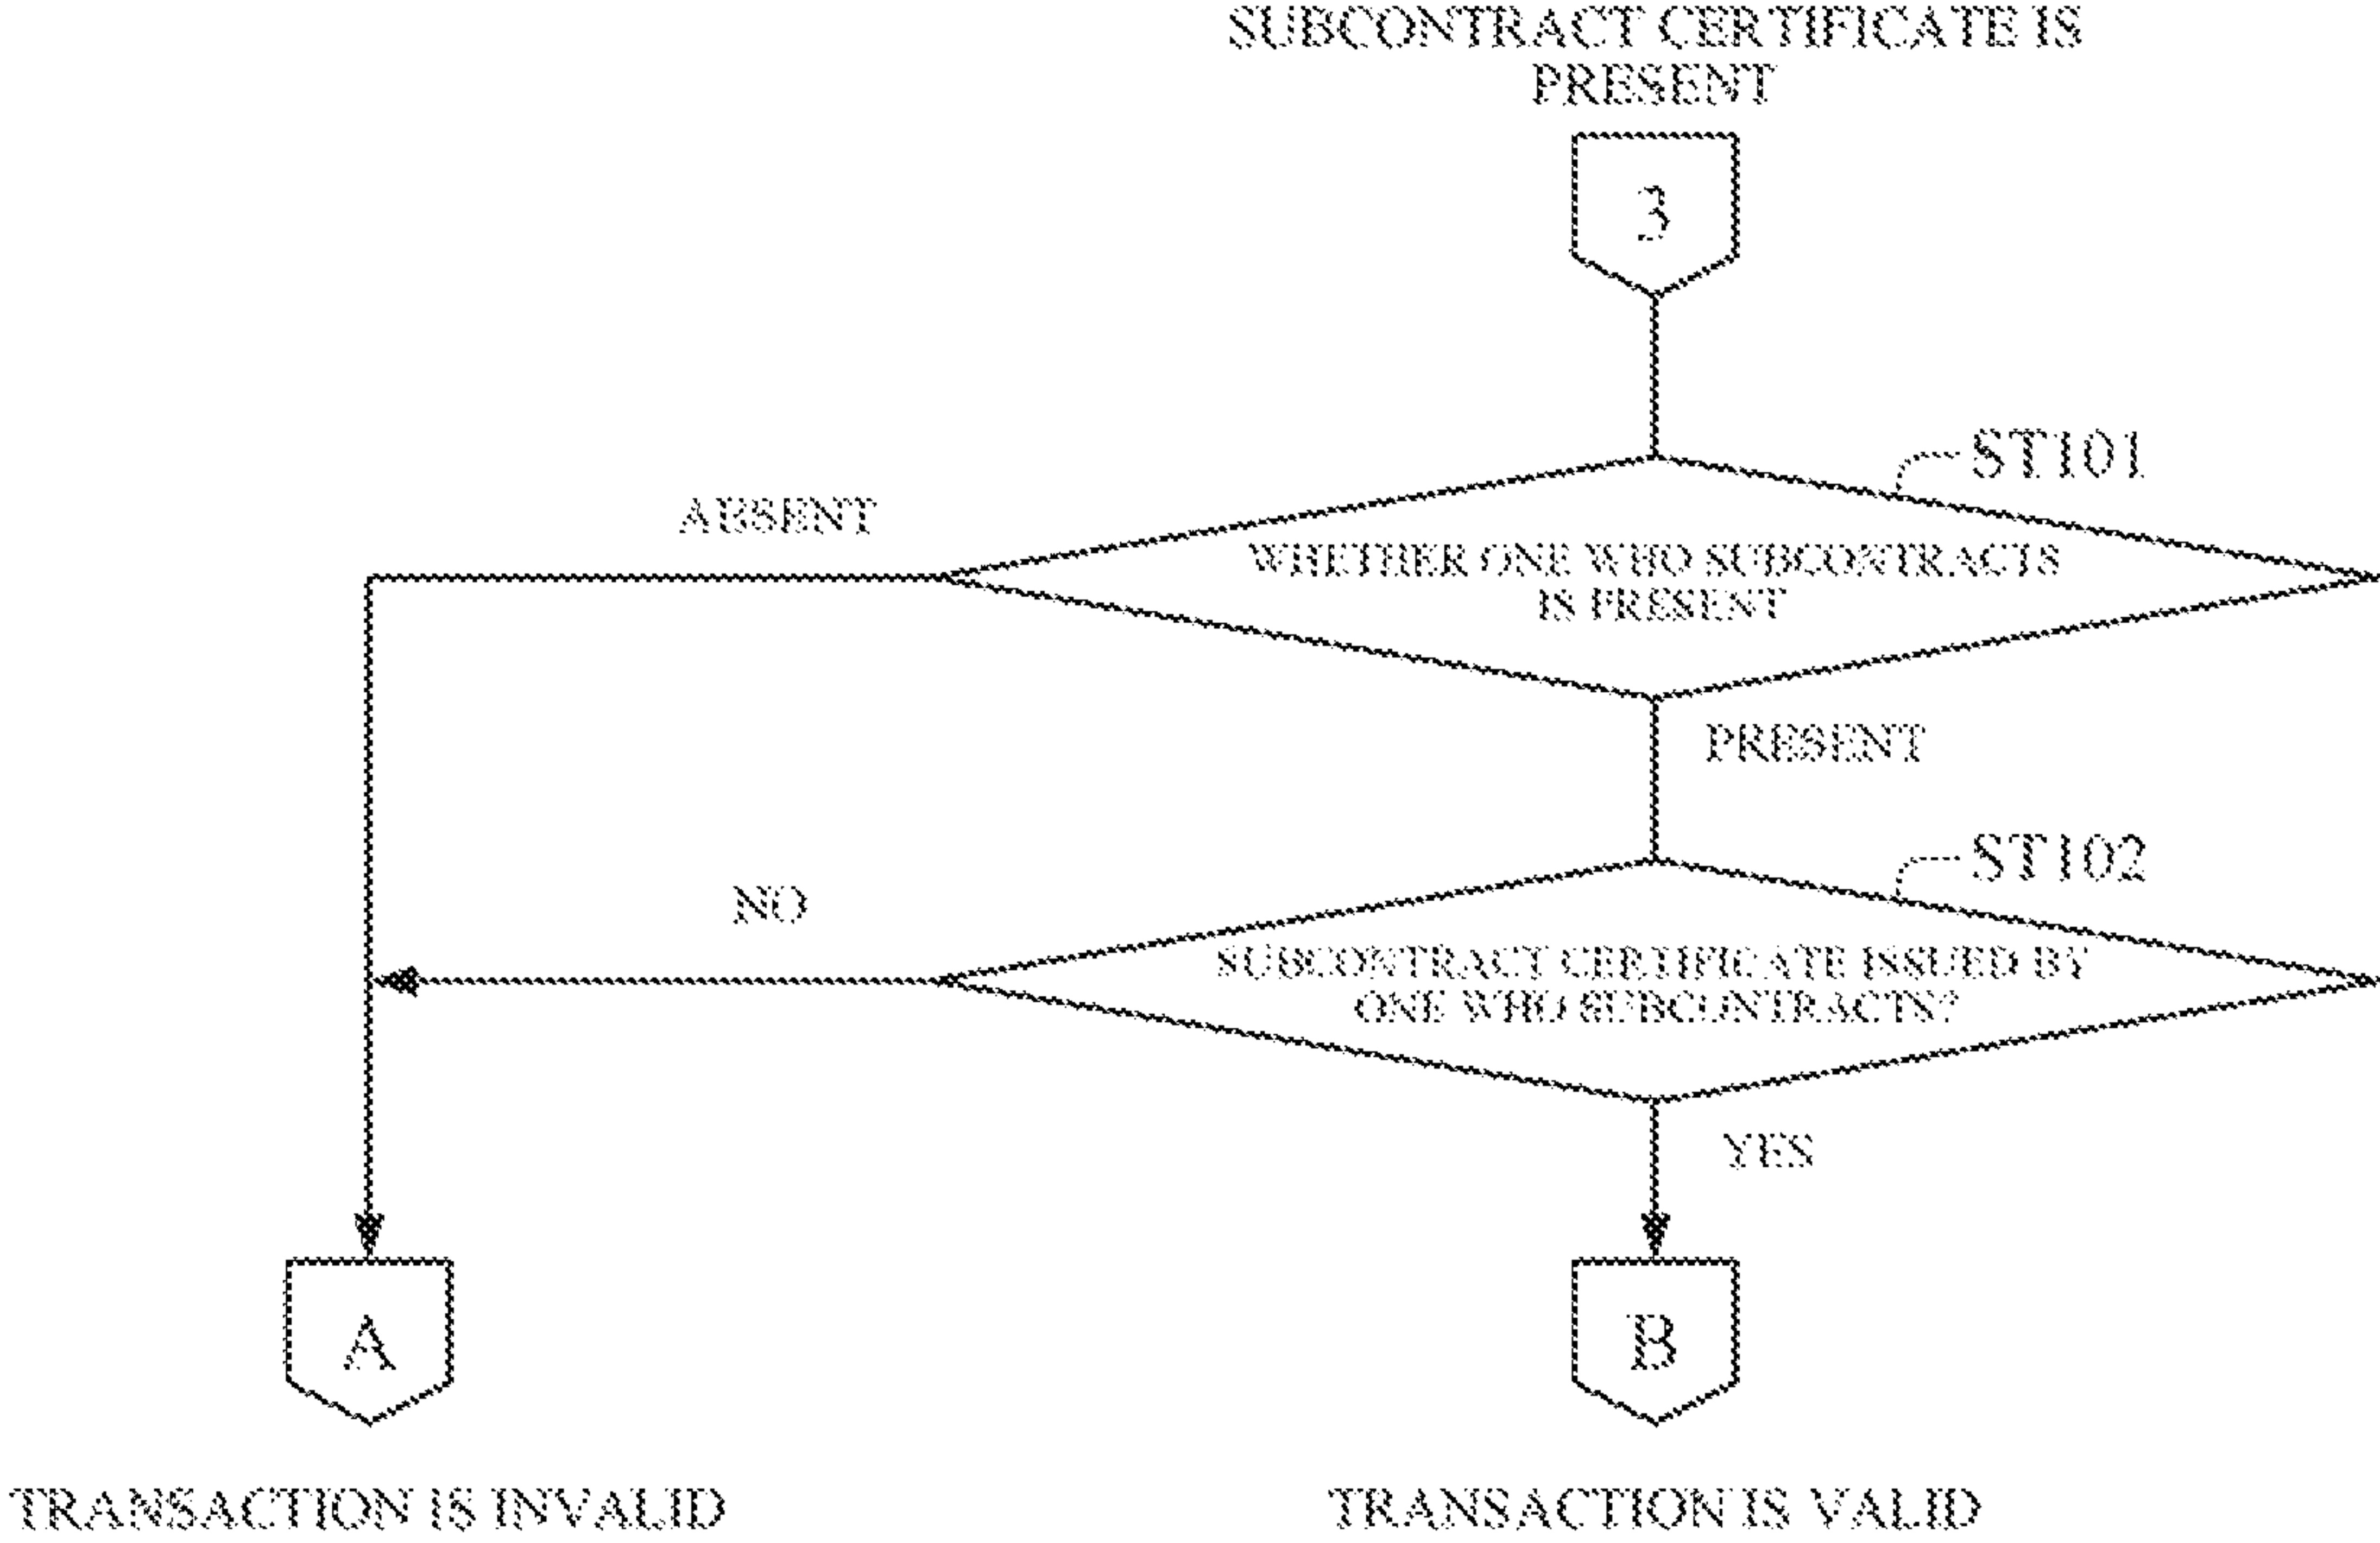 SUBCONTRACT CERTIFICATE IS
PRESENT
3
ST101
ABSENT
WHETHER ONE WHO SUBCONTRACTS
IS PRESENT
PRESENT
ST102
NO
SUBCONTRACT CERTIFICATE ISSUED BY
ONE WHO SUBCONTRACTS?
YES
A
B
TRANSACTION IS INVALID
TRANSACTION IS VALID